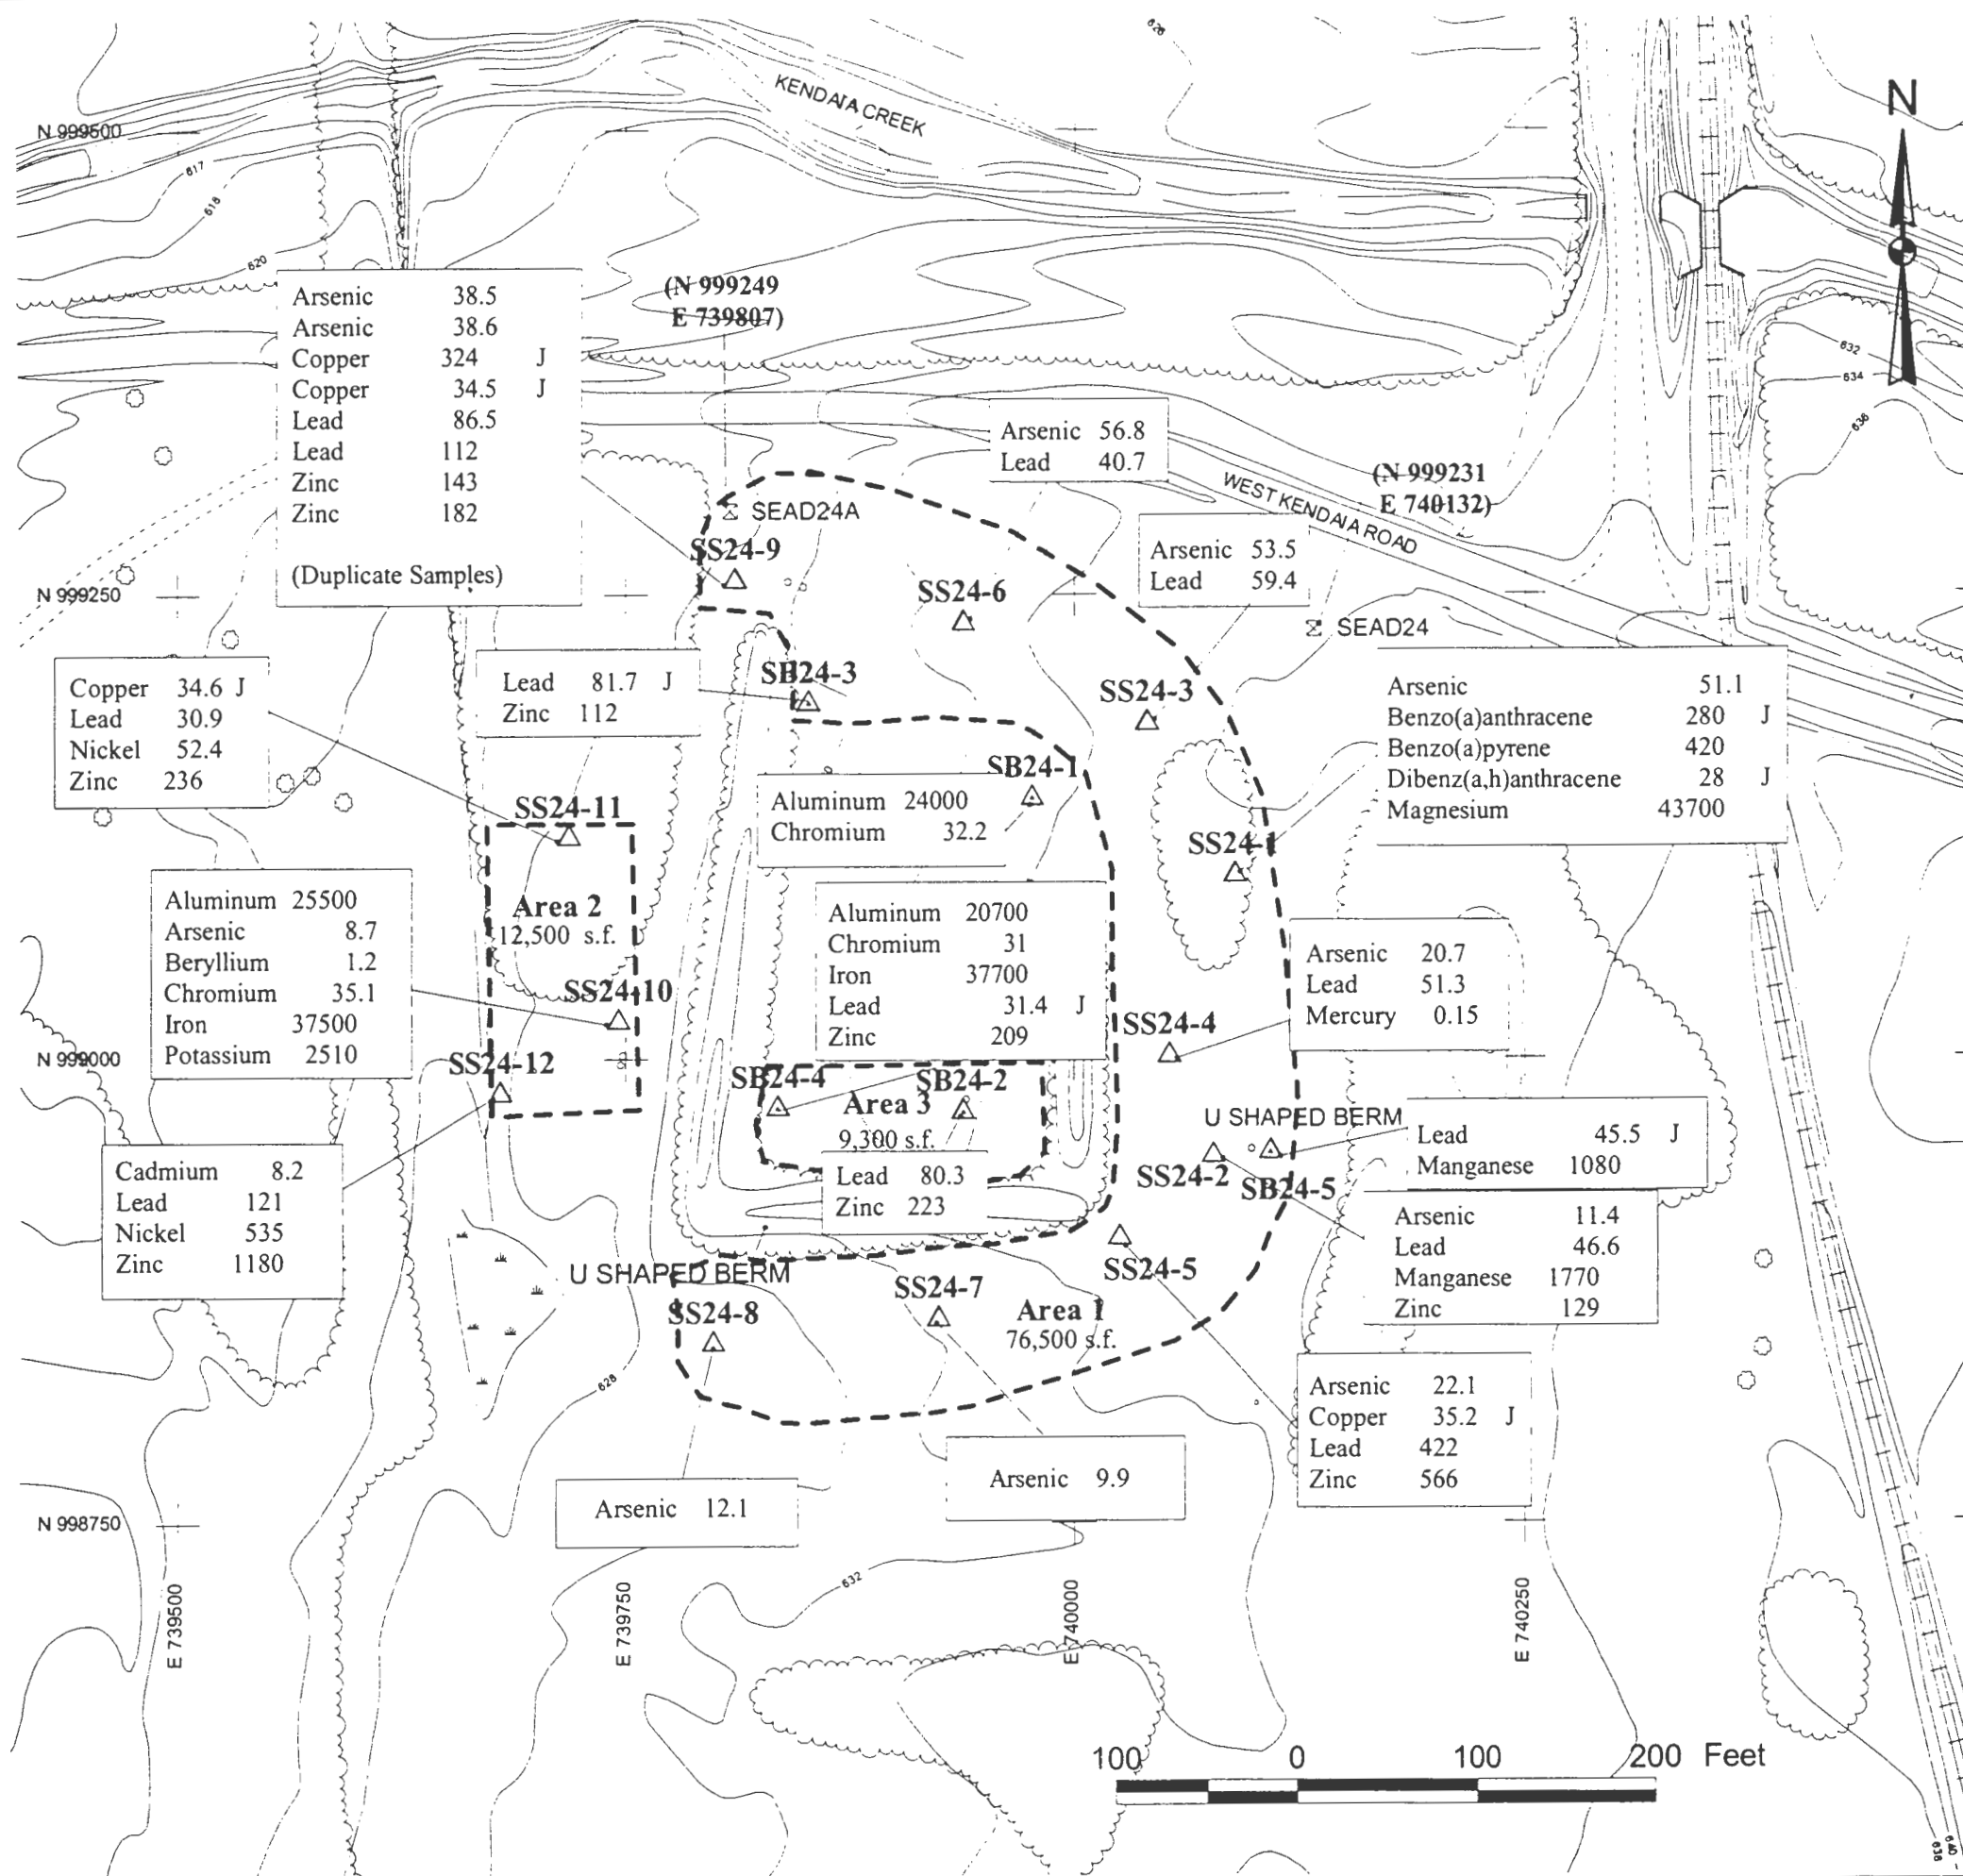 628
N
KENDAIA CREEK
N 999500
617
618
620
Arsenic 38.5
Arsenic 38.6
Copper 324 J
Copper 34.5 J
Lead 86.5
Lead 112
Zinc 143
Zinc 182
(Duplicate Samples)
(N 999249
E 739807)
632
634
636
Arsenic 56.8
Lead 40.7
(N 999231
E 740132)
WEST KENDAIA ROAD
SEAD24A
SS24-9
Arsenic 53.5
Lead 59.4
N 999250
SS24-6
SEAD24
Copper 34.6 J
Lead 30.9
Nickel 52.4
Zinc 236
Lead 81.7 J
Zinc 112
SB24-3
SS24-3
Arsenic 51.1
Benzo(a)anthracene 280 J
Benzo(a)pyrene 420
Dibenz(a,h)anthracene 28 J
Magnesium 43700
SB24-1
SS24-11
Aluminum 24000
Chromium 32.2
SS24-1
Area 2
12,500 s.f.
Aluminum 25500
Arsenic 8.7
Beryllium 1.2
Chromium 35.1
Iron 37500
Potassium 2510
Aluminum 20700
Chromium 31
Iron 37700
Lead 31.4 J
Zinc 209
Arsenic 20.7
Lead 51.3
Mercury 0.15
SS24-10
SS24-4
N 999000
SS24-12
SB24-4
SB24-2
Area 3
9,300 s.f.
U SHAPED BERM
Lead 45.5 J
Manganese 1080
Cadmium 8.2
Lead 121
Nickel 535
Zinc 1180
Lead 80.3
Zinc 223
SS24-2
SB24-5
Arsenic 11.4
Lead 46.6
Manganese 1770
Zinc 129
U SHAPED BERM
SS24-5
SS24-7
SS24-8
Area 1
76,500 s.f.
628
Arsenic 22.1
Copper 35.2 J
Lead 422
Zinc 566
Arsenic 12.1
Arsenic 9.9
N 998750
632
E 739500
E 739750
E 740000
E 740250
100 0 100 200 Feet
638
640